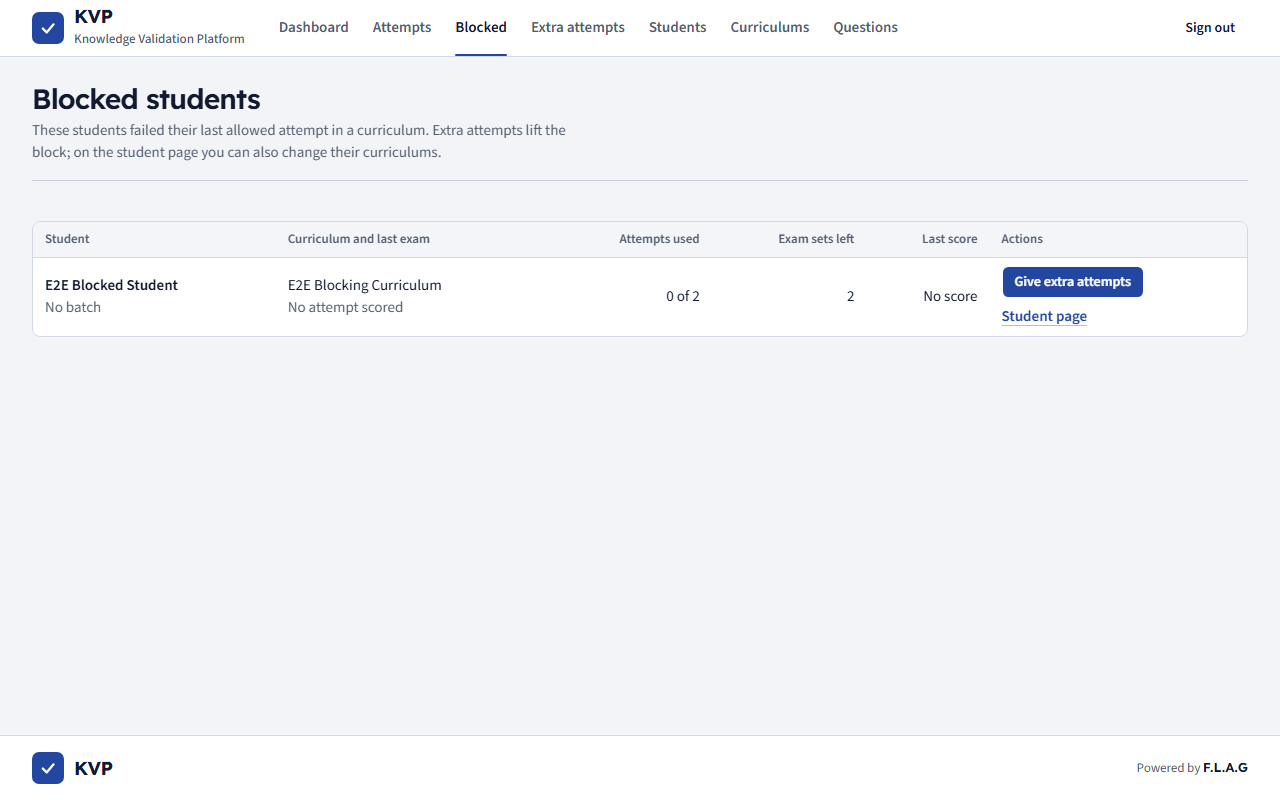 KVP
Knowledge Validation Platform
Dashboard
Attempts
Blocked
Extra attempts
Students
Curriculums
Questions
Sign out
Blocked students
These students failed their last allowed attempt in a curriculum. Extra attempts lift the
block; on the student page you can also change their curriculums.
Student
Curriculum and last exam
Attempts used
Exam sets left
Last score
Actions
E2E Blocked Student
No batch
E2E Blocking Curriculum
No attempt scored
0 of 2
2
No score
Give extra attempts
Student page
KVP
Powered by F.L.A.G